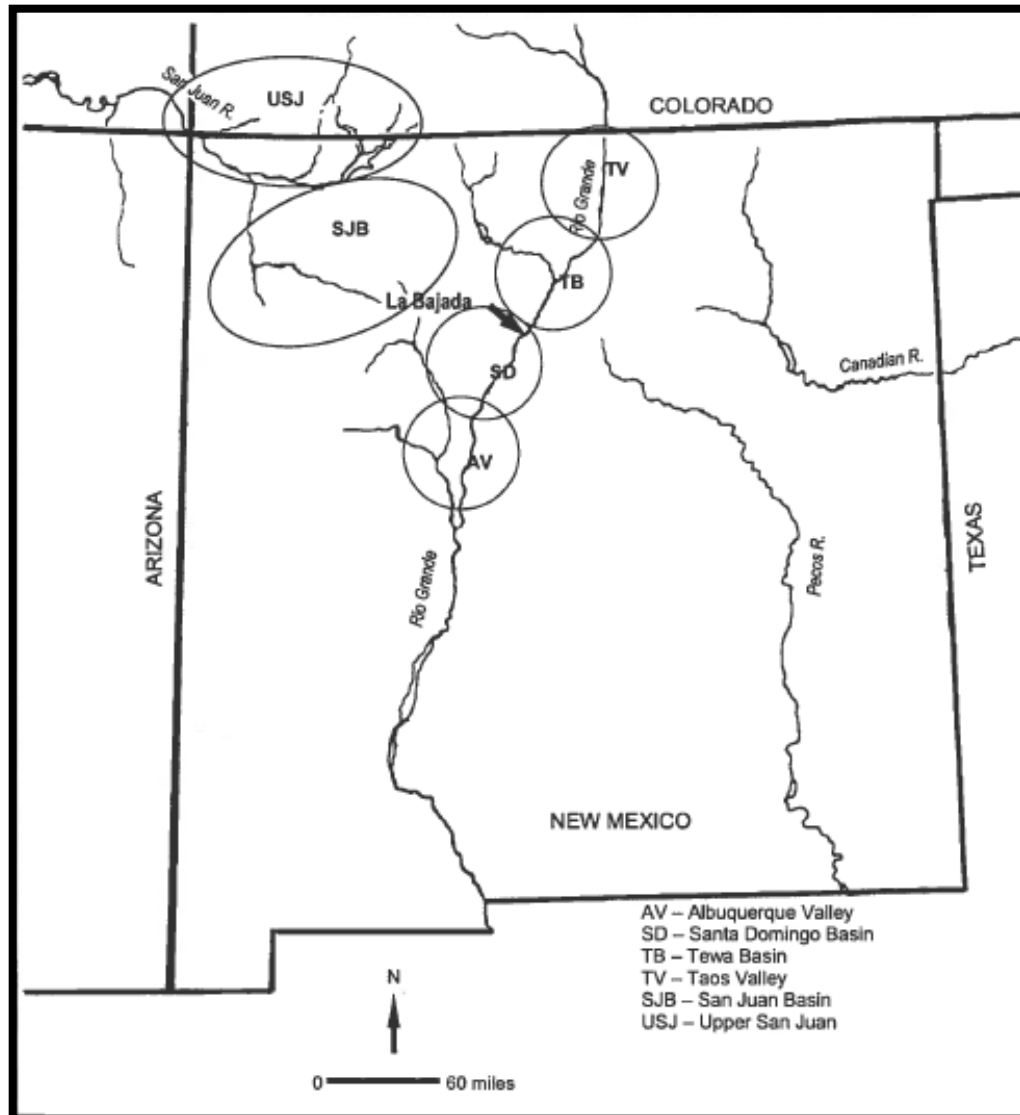 San Juan R.
USJ
COLORADO
TV
Rio Grande
SJB
TB
La Bajada
SD
Canadian R.
AV
ARIZONA
TEXAS
Rio Grande
Pecos R.
NEW MEXICO
AV – Albuquerque Valley
SD – Santa Domingo Basin
TB – Tewa Basin
TV – Taos Valley
SJB – San Juan Basin
USJ – Upper San Juan
N
0 60 miles